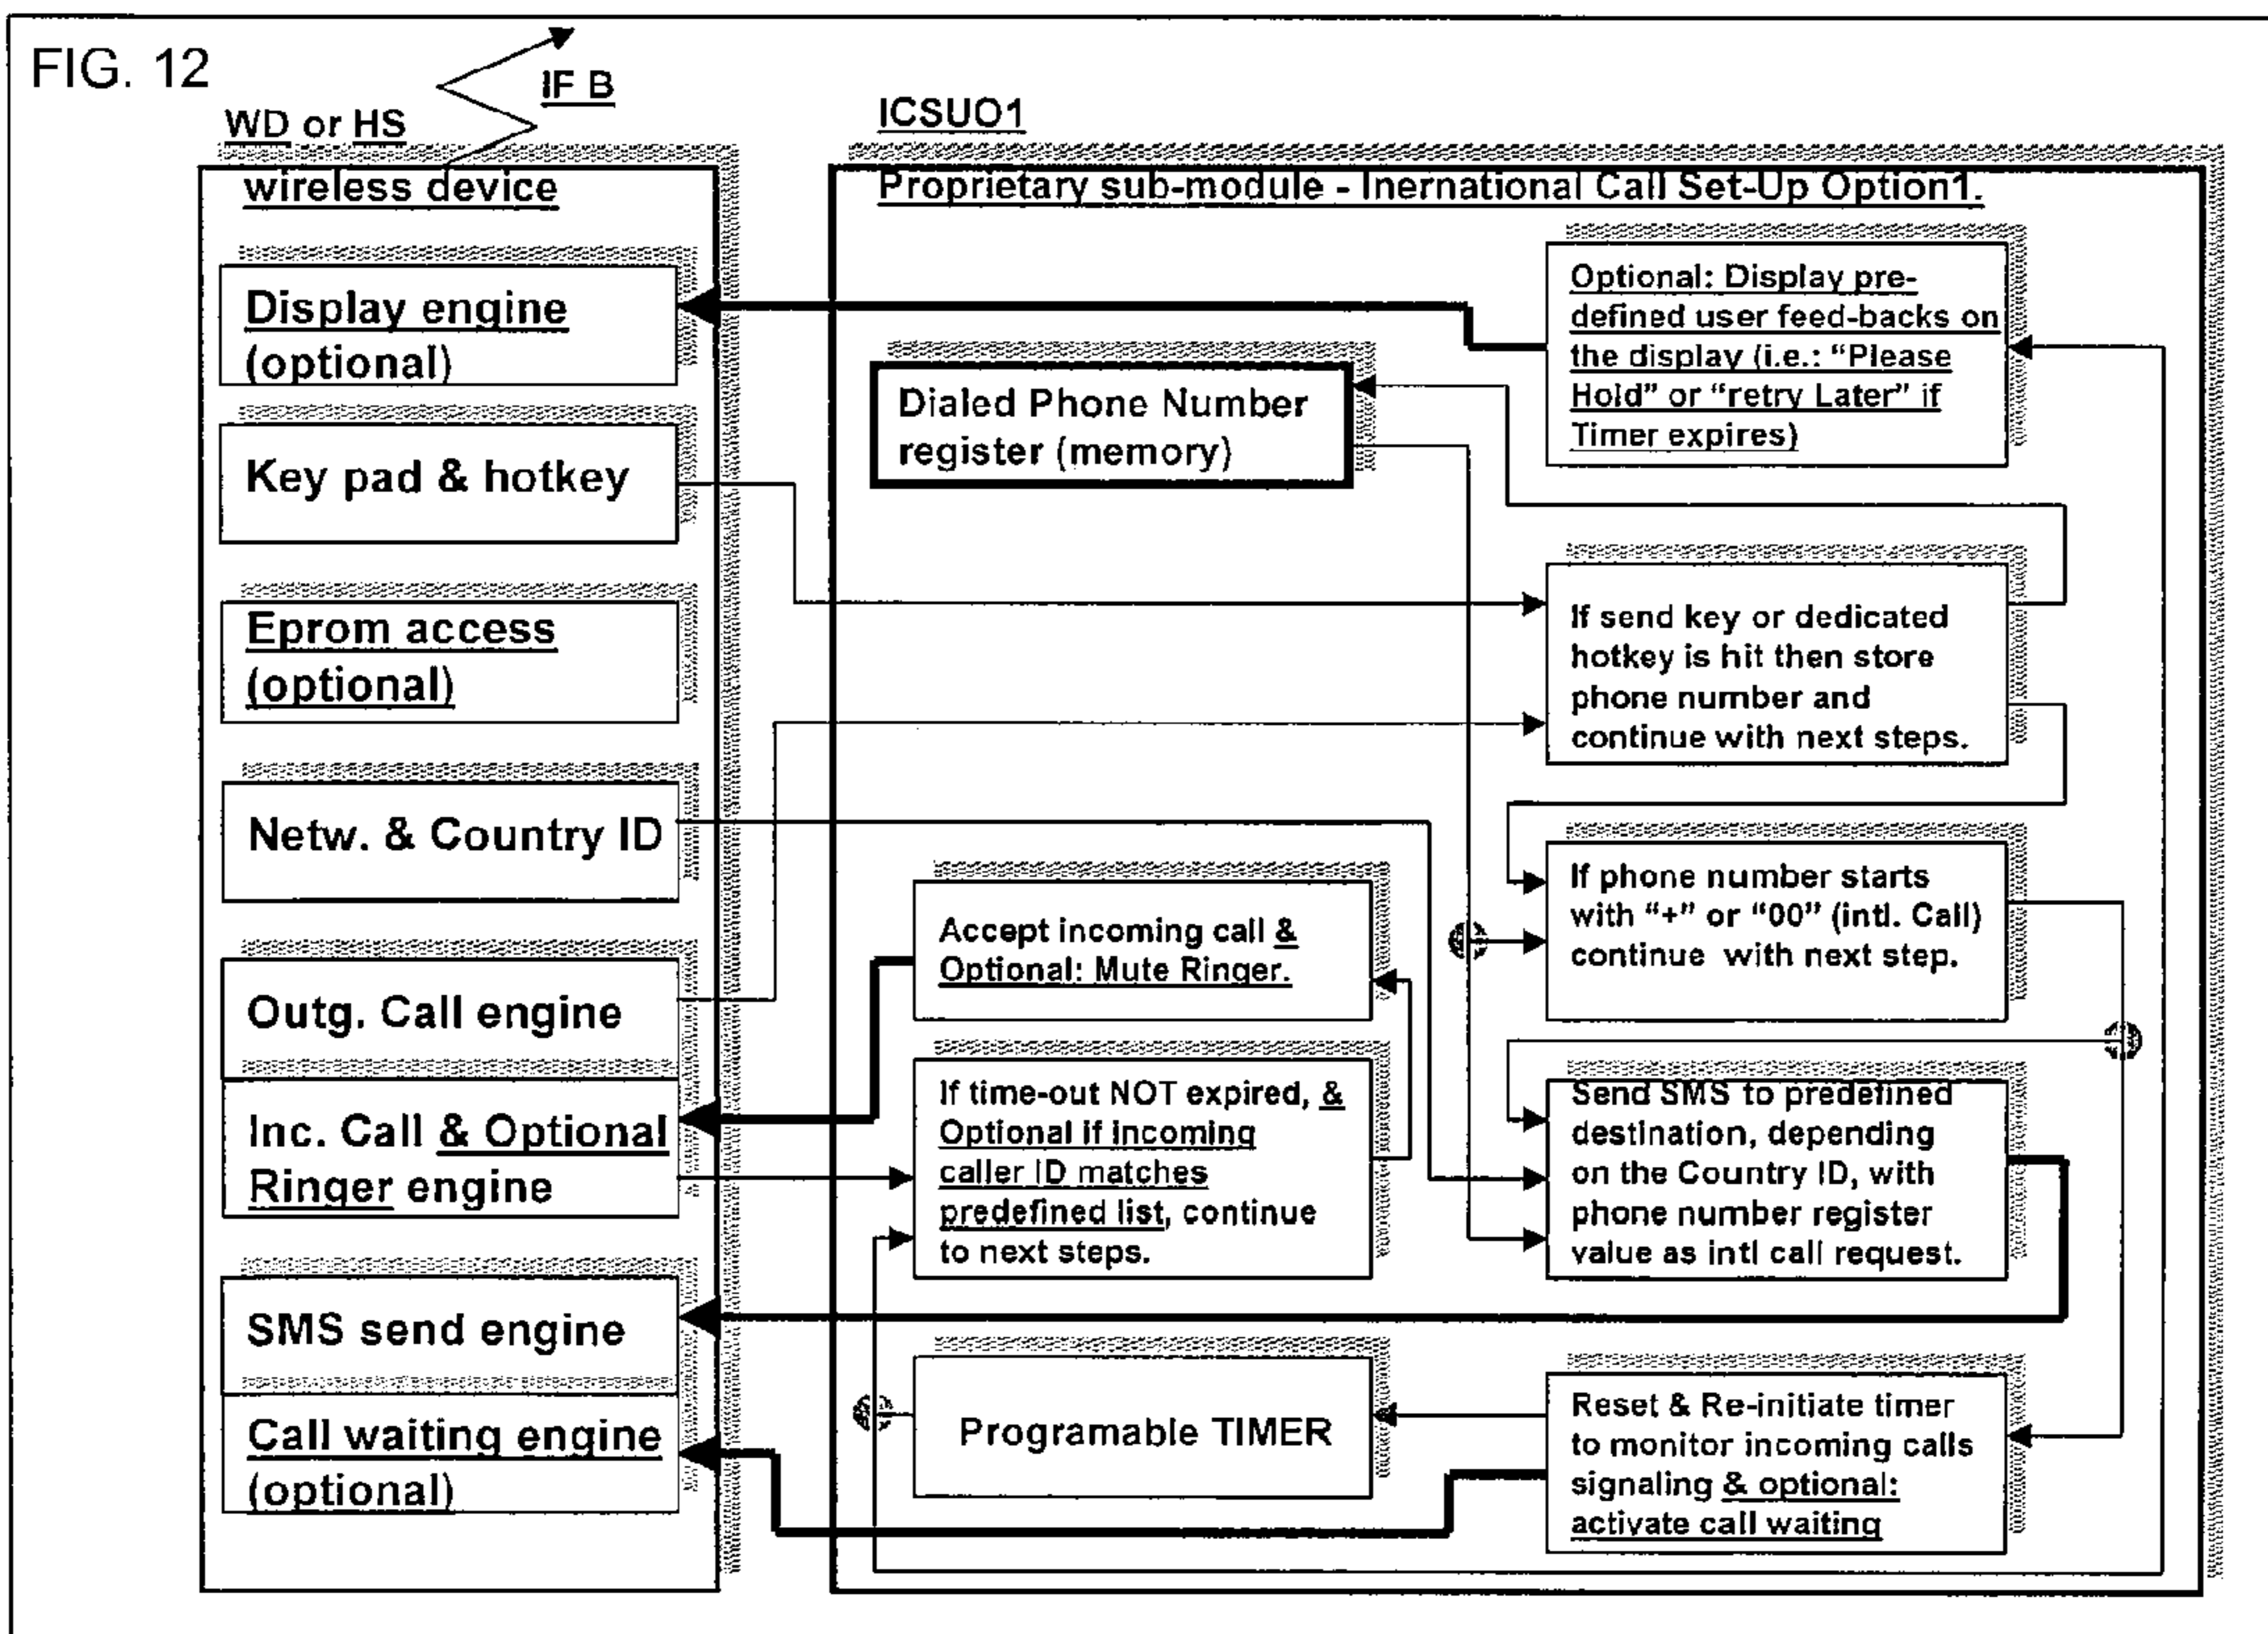 FIG. 12
IF B
WD or HS
wireless device
Display engine
(optional)
Key pad & hotkey
Eprom access
(optional)
Netw. & Country ID
Outg. Call engine
Inc. Call & Optional
Ringer engine
SMS send engine
Call waiting engine
(optional)
ICSUO1
Proprietary sub-module - Inernational Call Set-Up Option1.
Optional: Display pre-
defined user feed-backs on
the display (i.e.: “Please
Hold” or “retry Later” if
Timer expires)
Dialed Phone Number
register (memory)
If send key or dedicated
hotkey is hit then store
phone number and
continue with next steps.
If phone number starts
with “+” or “00” (intl. Call)
continue with next step.
Accept incoming call &
Optional: Mute Ringer.
If time-out NOT expired, &
Optional if incoming
caller ID matches
predefined list, continue
to next steps.
Send SMS to predefined
destination, depending
on the Country ID, with
phone number register
value as intl call request.
Programable TIMER
Reset & Re-initiate timer
to monitor incoming calls
signaling & optional:
activate call waiting